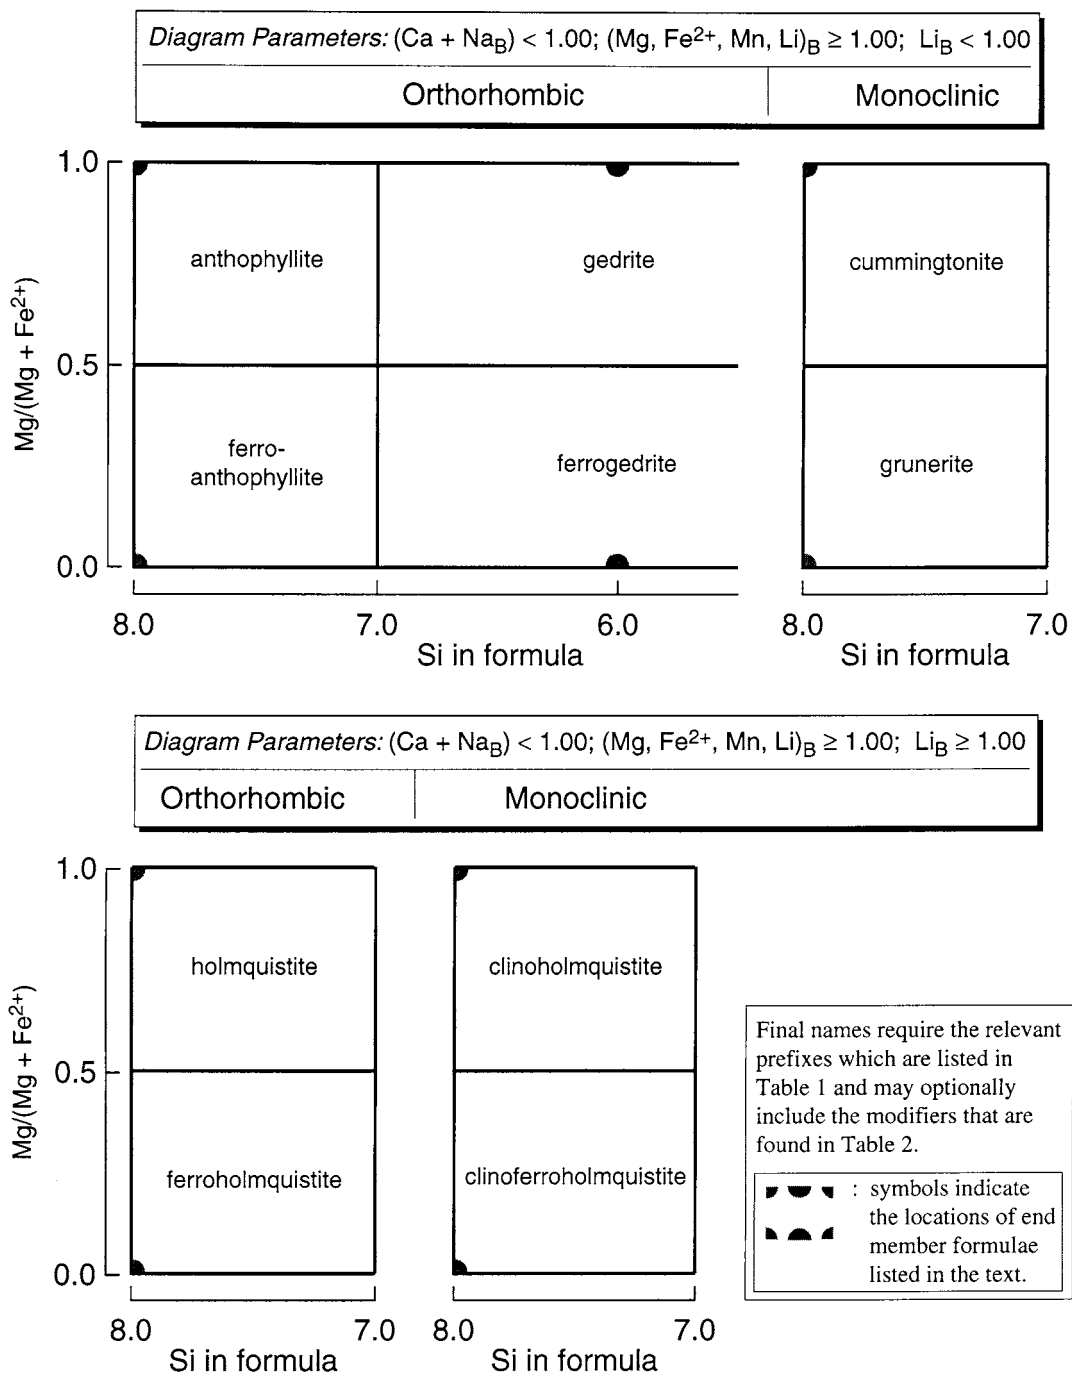 Diagram Parameters: (Ca + NaB) < 1.00; (Mg, Fe2+, Mn, Li)B ≥ 1.00; LiB < 1.00
Orthorhombic
Monoclinic
Mg/(Mg + Fe2+)
1.0
0.5
0.0
anthophyllite
gedrite
cummingtonite
ferro-
anthophyllite
ferrogedrite
grunerite
8.0
7.0
6.0
8.0
7.0
Si in formula
Si in formula
Diagram Parameters: (Ca + NaB) < 1.00; (Mg, Fe2+, Mn, Li)B ≥ 1.00; LiB ≥ 1.00
Orthorhombic
Monoclinic
Mg/(Mg + Fe2+)
1.0
0.5
0.0
holmquistite
clinoholmquistite
ferroholmquistite
clinoferroholmquistite
8.0
7.0
8.0
7.0
Si in formula
Si in formula
Final names require the relevant
prefixes which are listed in
Table 1 and may optionally
include the modifiers that are
found in Table 2.
: symbols indicate
the locations of end
member formulae
listed in the text.